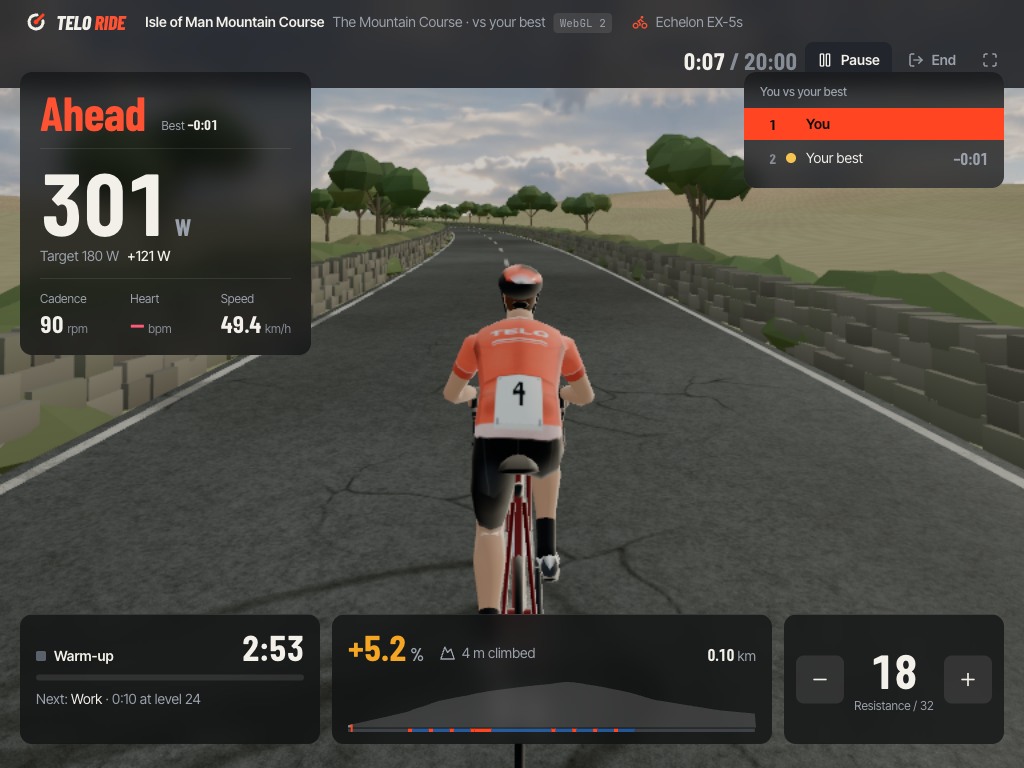 TELO RIDE Isle of Man Mountain Course The Mountain Course · vs your best WebGL 2 Echelon EX-5s
0:07 / 20:00 Pause End
Ahead Best −0:01
You vs your best
1 You
2 Your best −0:01
301 W
Target 180 W +121 W
Cadence Heart Speed
90 rpm — bpm 49.4 km/h
TELO
4
Warm-up 2:53
Next: Work · 0:10 at level 24
+5.2 % 4 m climbed 0.10 km
− 18 +
Resistance / 32